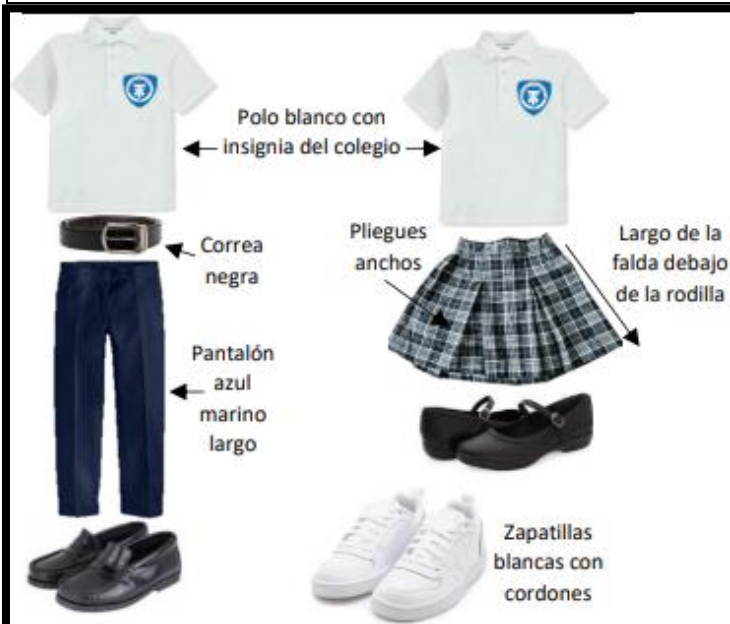 Polo blanco con
insignia del colegio
Correa
negra
Pliegues
anchos
Largo de la
falda debajo
de la rodilla
Pantalón
azul
marino
largo
Zapatillas
blancas con
cordones